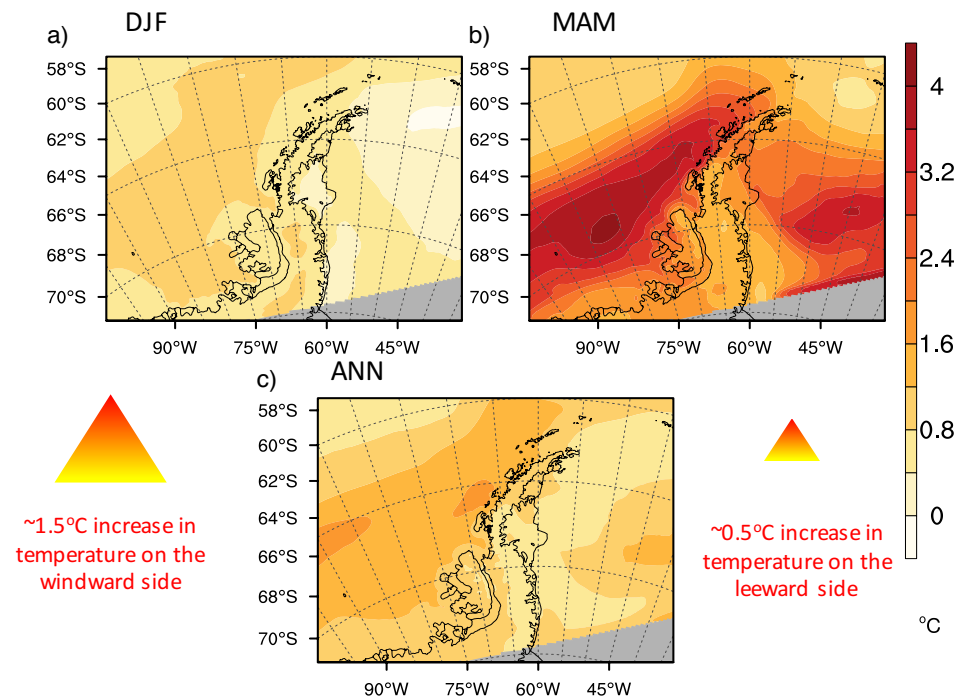 a)
DJF
58°S
60°S
62°S
64°S
66°S
68°S
70°S
90°W
75°W
60°W
45°W
b)
MAM
58°S
60°S
62°S
64°S
66°S
68°S
70°S
90°W
75°W
60°W
45°W
4
3.2
2.4
1.6
0.8
0
°C
c)
ANN
58°S
60°S
62°S
64°S
66°S
68°S
70°S
90°W
75°W
60°W
45°W
~1.5°C increase in
temperature on the
windward side
~0.5°C increase in
temperature on the
leeward side